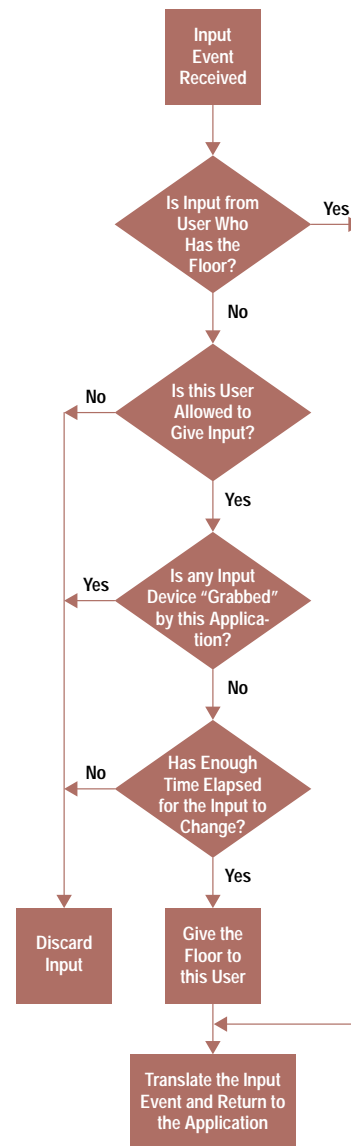 Input
Event
Received
Is Input from
User Who
Has the
Floor?
Yes
No
Is this User
Allowed to
Give Input?
No
Yes
Is any Input
Device “Grabbed”
by this Applica-
tion?
Yes
No
Has Enough
Time Elapsed
for the Input to
Change?
No
Yes
Discard
Input
Give the
Floor to
this User
Translate the Input
Event and Return to
the Application